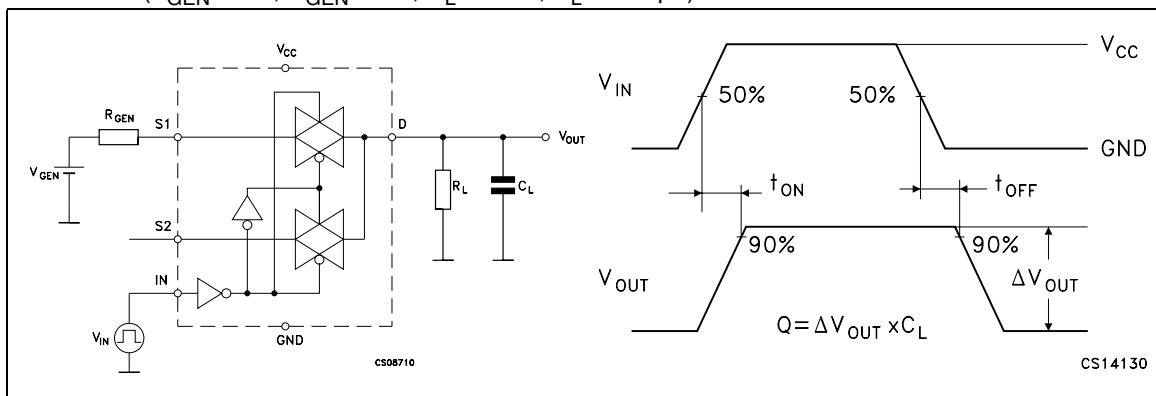 V_CC
R_GEN
S1
D
V_OUT
V_GEN
R_L
C_L
S2
IN
V_IN
GND
CS08710
V_CC
V_IN
50%
50%
GND
t_ON
t_OFF
90%
90%
V_OUT
ΔV_OUT
Q=ΔV_OUT xC_L
CS14130